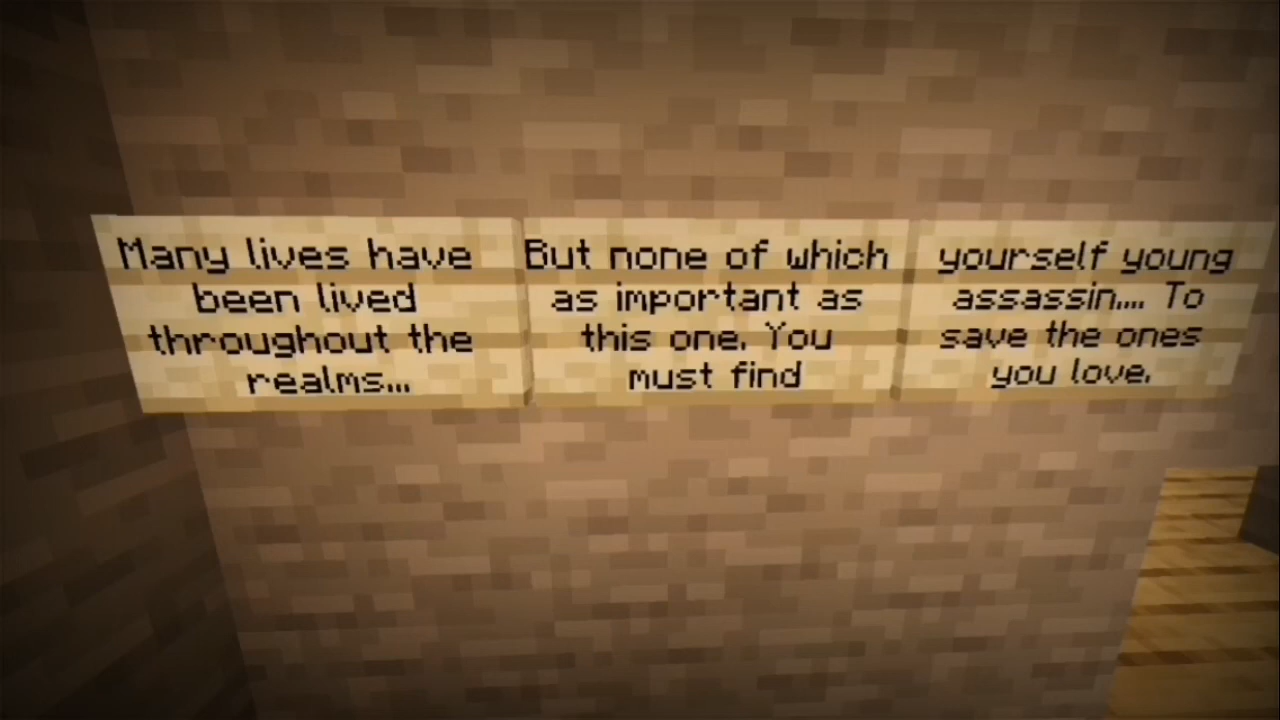 Many lives have
been lived
throughout the
realms...
But none of which
as important as
this one. You
must find
yourself young
assassin.... To
save the ones
you love.